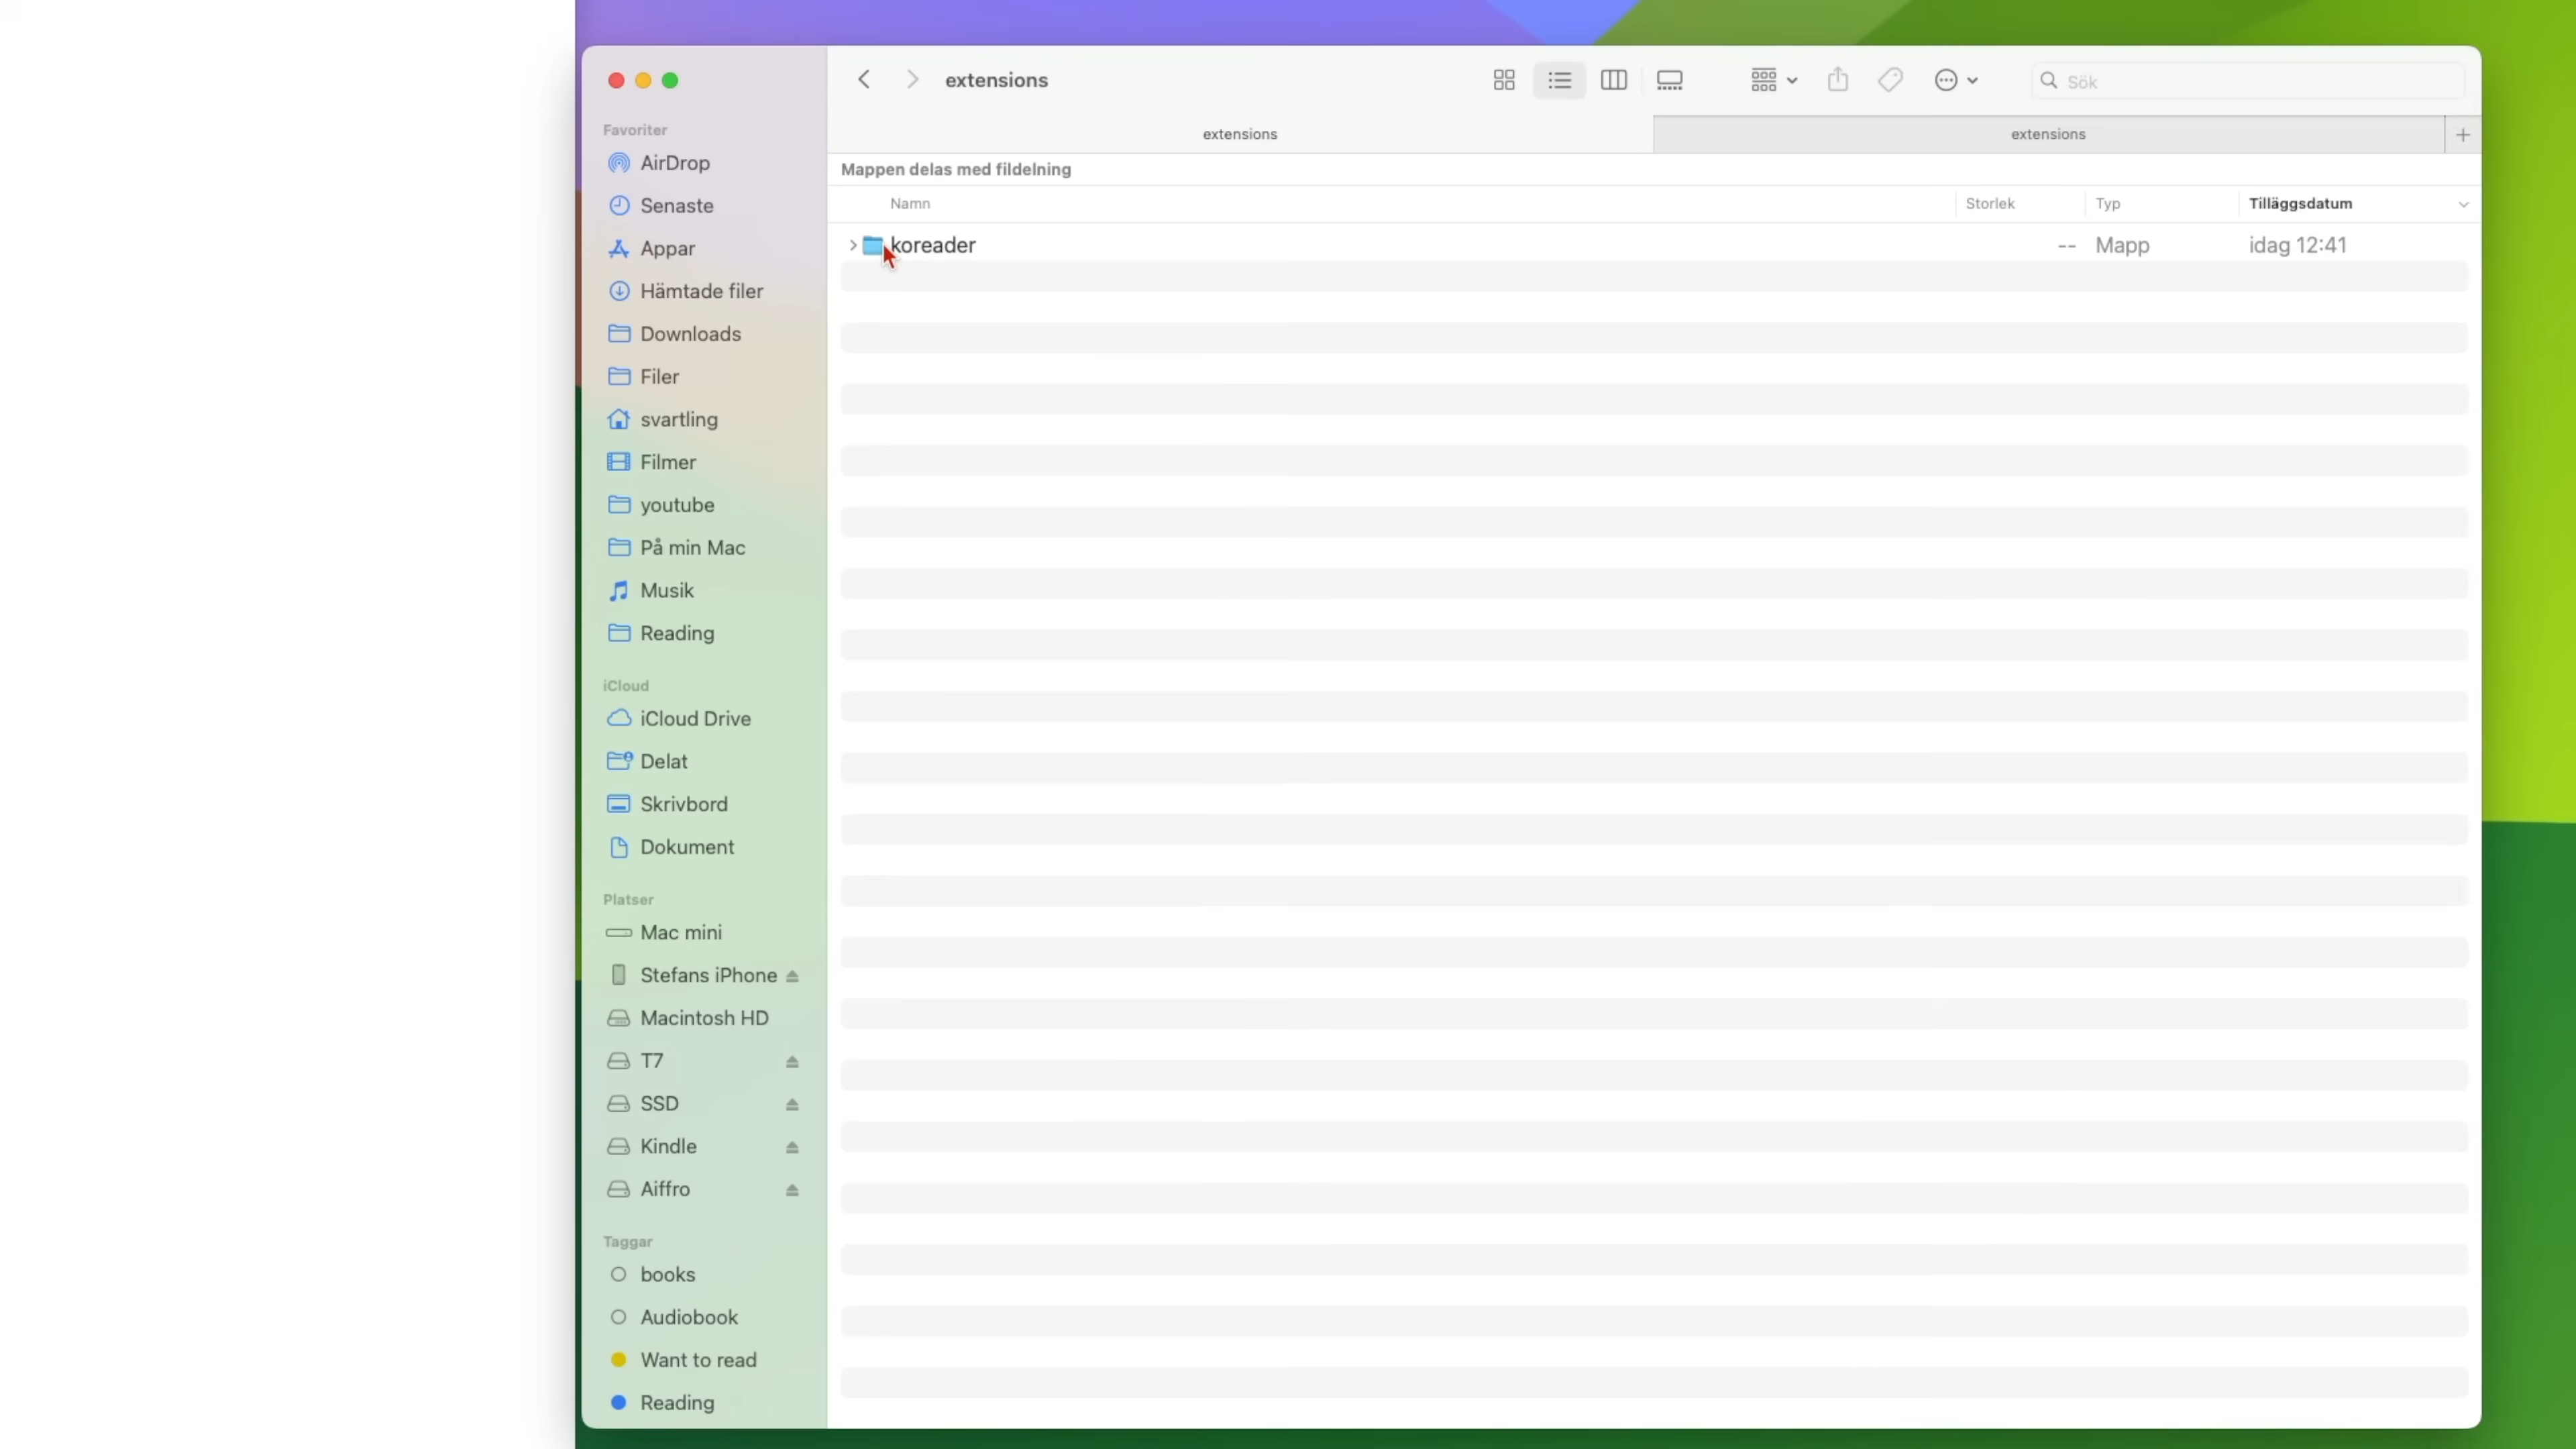 extensions
Sök
extensions
extensions
Mappen delas med fildelning
Namn
Storlek
Typ
Tilläggsdatum
koreader
--
Mapp
idag 12:41
Favoriter
AirDrop
Senaste
Appar
Hämtade filer
Downloads
Filer
svartling
Filmer
youtube
På min Mac
Musik
Reading
iCloud
iCloud Drive
Delat
Skrivbord
Dokument
Platser
Mac mini
Stefans iPhone
Macintosh HD
T7
SSD
Kindle
Aiffro
Taggar
books
Audiobook
Want to read
Reading